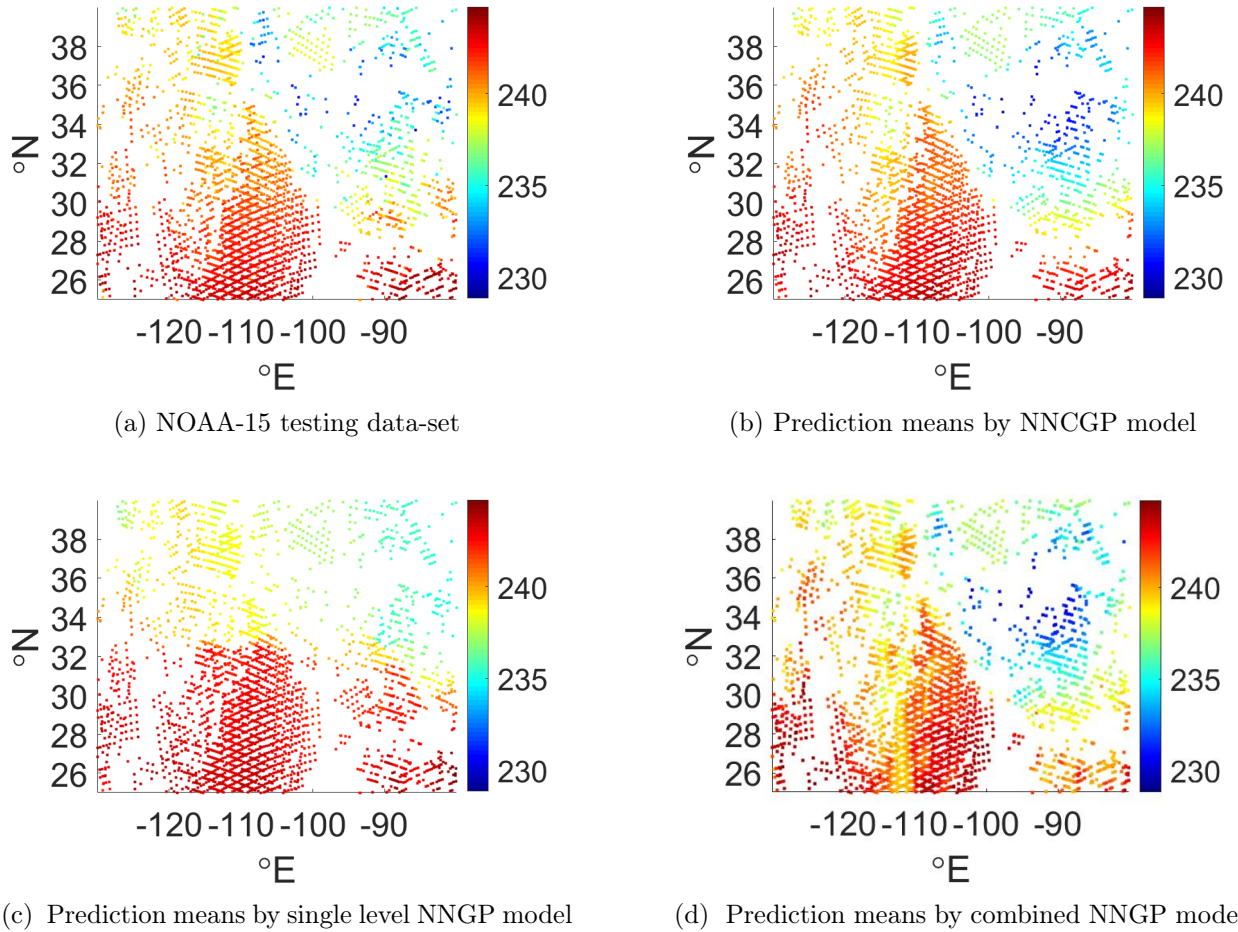 38
36
34
32
30
28
26
°N
240
235
230
-120 -110 -100 -90
°E
(a) NOAA-15 testing data-set
38
36
34
32
30
28
26
°N
240
235
230
-120 -110 -100 -90
°E
(b) Prediction means by NNCGP model
38
36
34
32
30
28
26
°N
240
235
230
-120 -110 -100 -90
°E
(c) Prediction means by single level NNGP model
38
36
34
32
30
28
26
°N
240
235
230
-120 -110 -100 -90
°E
(d) Prediction means by combined NNGP mode